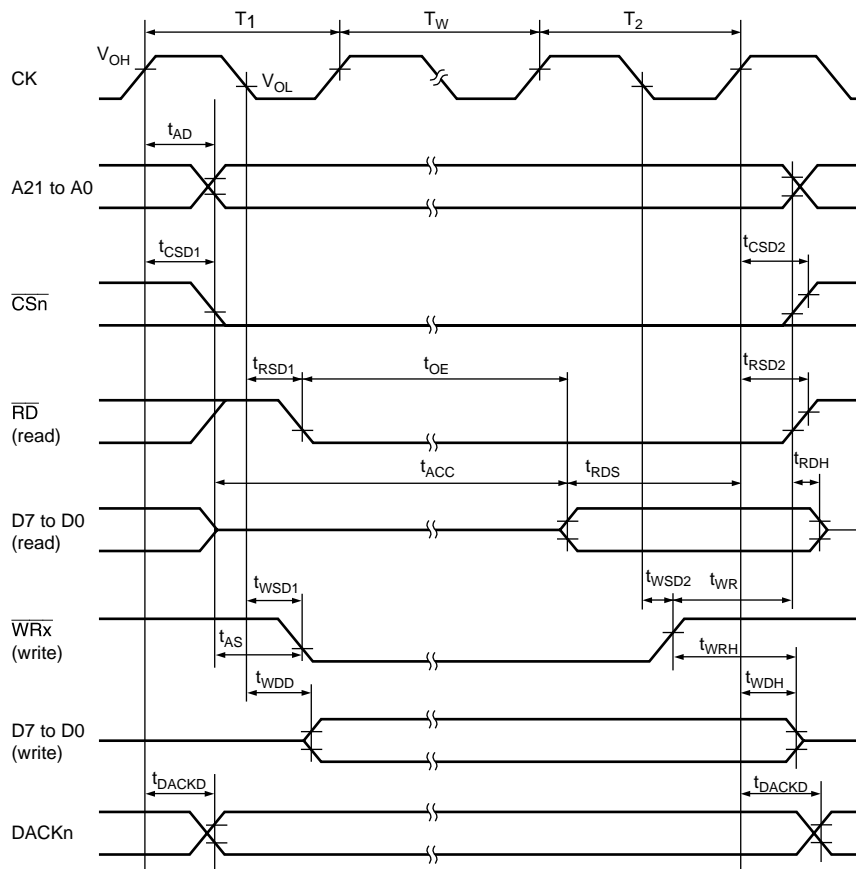 T1 TW T2
VOH
CK
VOL
tAD
A21 to A0
tCSD1 tCSD2
CSn
tRSD1 tOE tRSD2
RD
(read)
tACC tRDS tRDH
D7 to D0
(read)
tWSD1 tWSD2 tWR
WRx
(write)
tAS tWRH
tWDD tWDH
D7 to D0
(write)
tDACKD tDACKD
DACKn